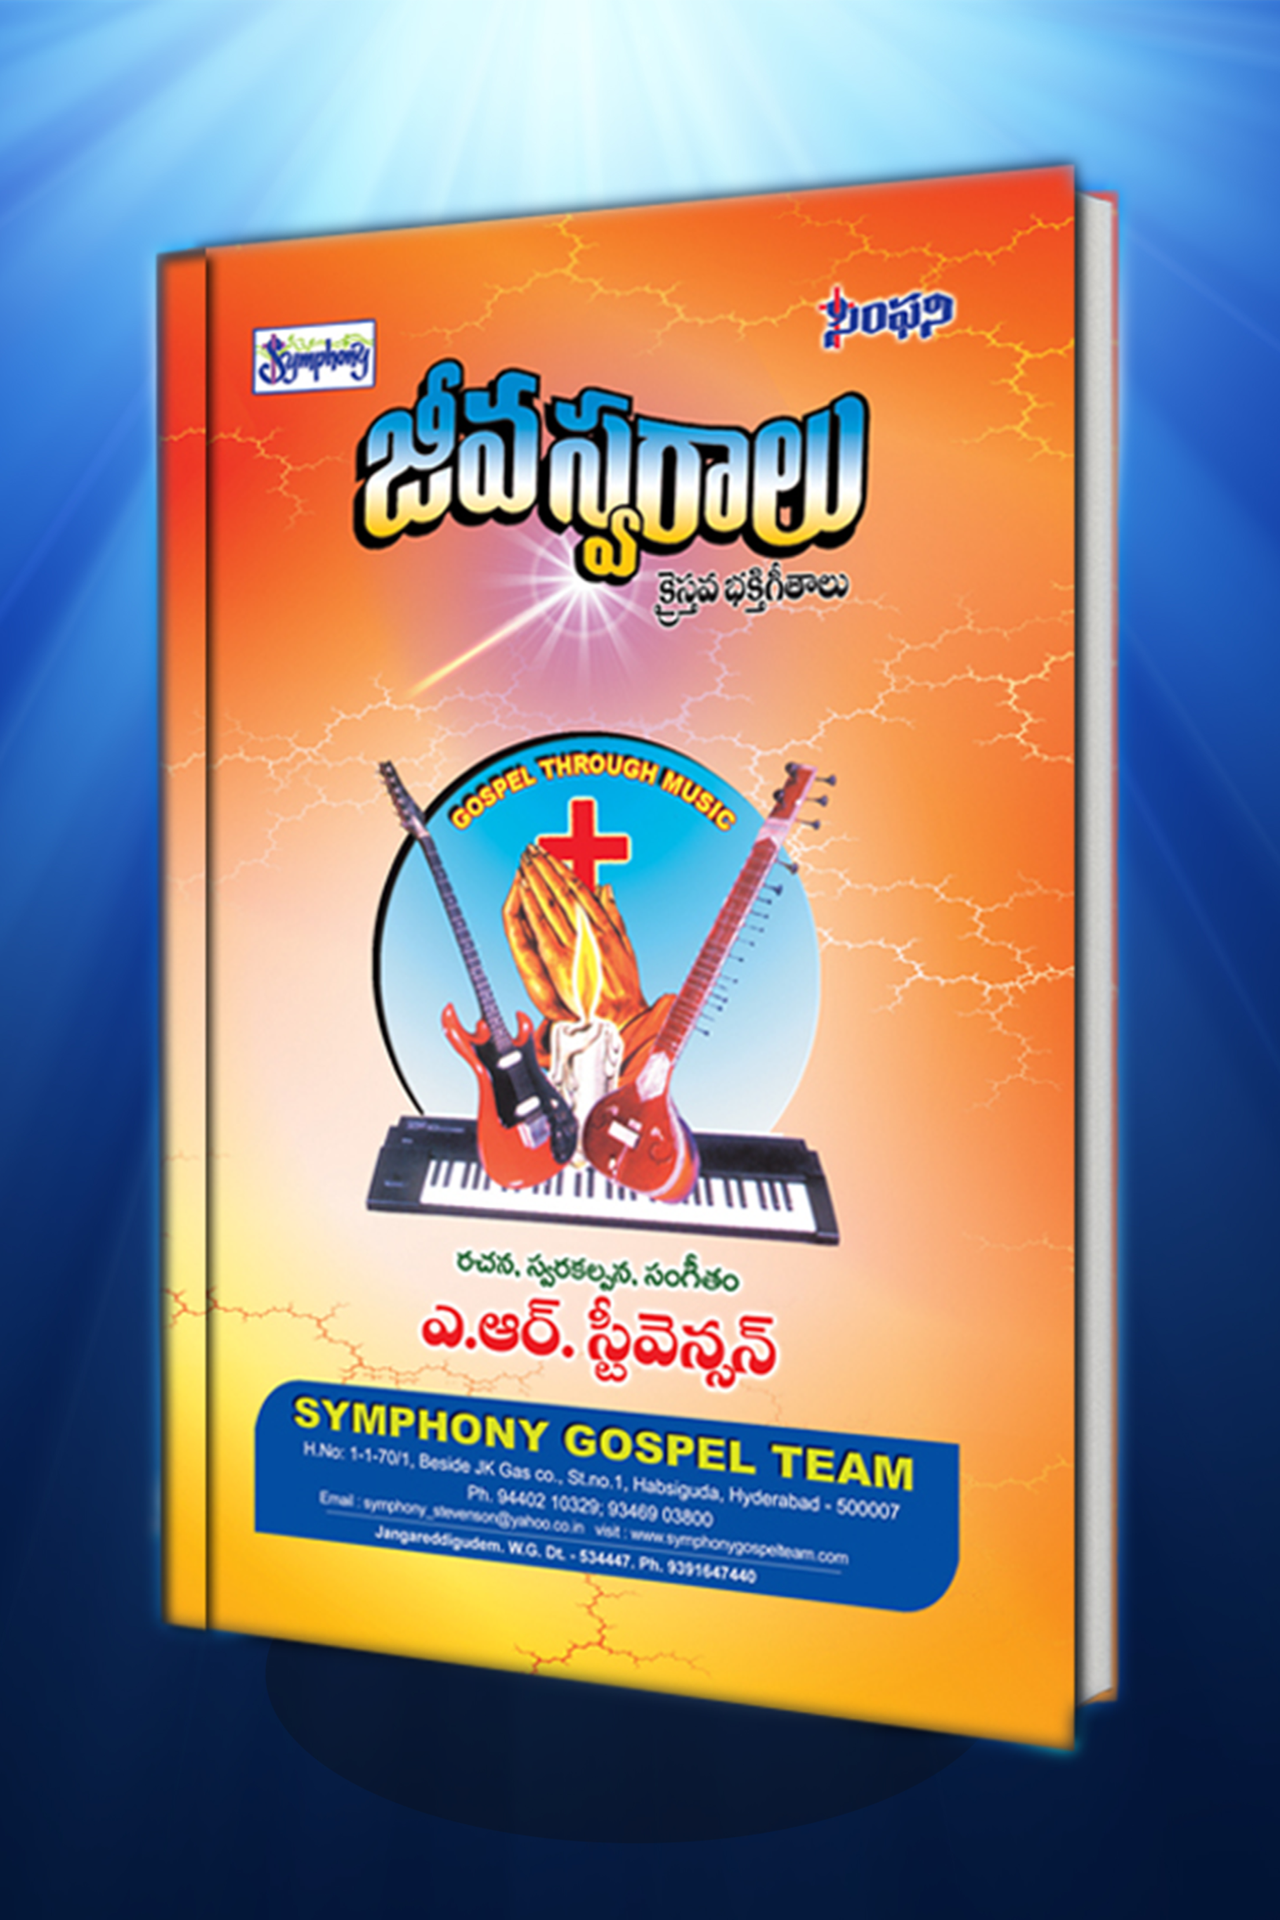 Symphony
సింఫని
జీవస్వరాలు
క్రైస్తవ భక్తిగీతాలు
GOSPEL THROUGH MUSIC
రచన, స్వరకల్పన, సంగీతం
ఎ.ఆర్. స్టీవెన్సన్
SYMPHONY GOSPEL TEAM
H.No: 1-1-70/1, Beside JK Gas co., St.no.1, Habsiguda, Hyderabad - 500007
Ph. 94402 10329; 93469 03800
Email : symphony_stevenson@yahoo.co.in visit : www.symphonygospelteam.com
Jangareddigudem. W.G. Dt. - 534447. Ph. 9391647440